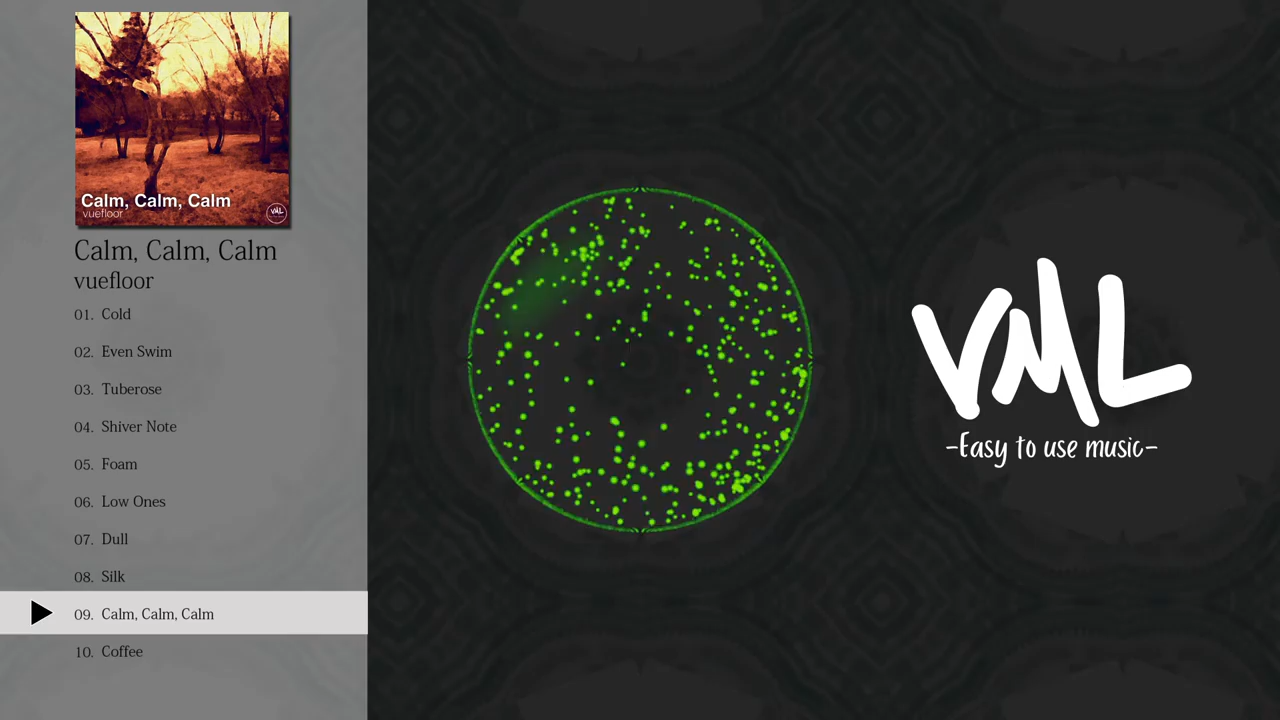 Calm, Calm, Calm
vuefloor
VML
Calm, Calm, Calm
vuefloor
01. Cold
02. Even Swim
03. Tuberose
04. Shiver Note
05. Foam
06. Low Ones
07. Dull
08. Silk
09. Calm, Calm, Calm
10. Coffee
VML
-Easy to use music-